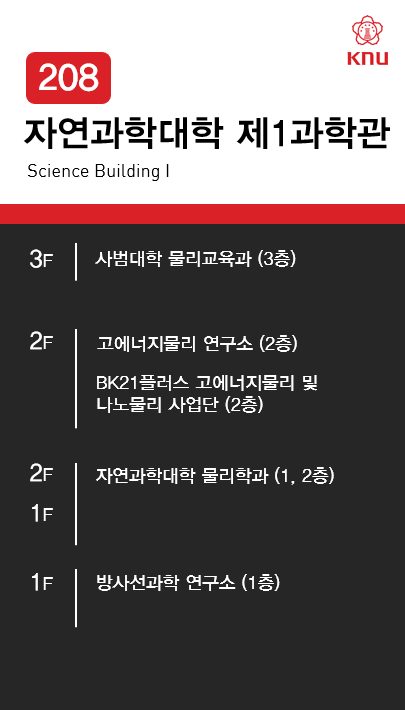 KNU
208
자연과학대학 제1과학관
Science Building I
3F 사범대학 물리교육과 (3층)
2F 고에너지물리 연구소 (2층)
BK21플러스 고에너지물리 및
나노물리 사업단 (2층)
2F 자연과학대학 물리학과 (1, 2층)
1F
1F 방사선과학 연구소 (1층)